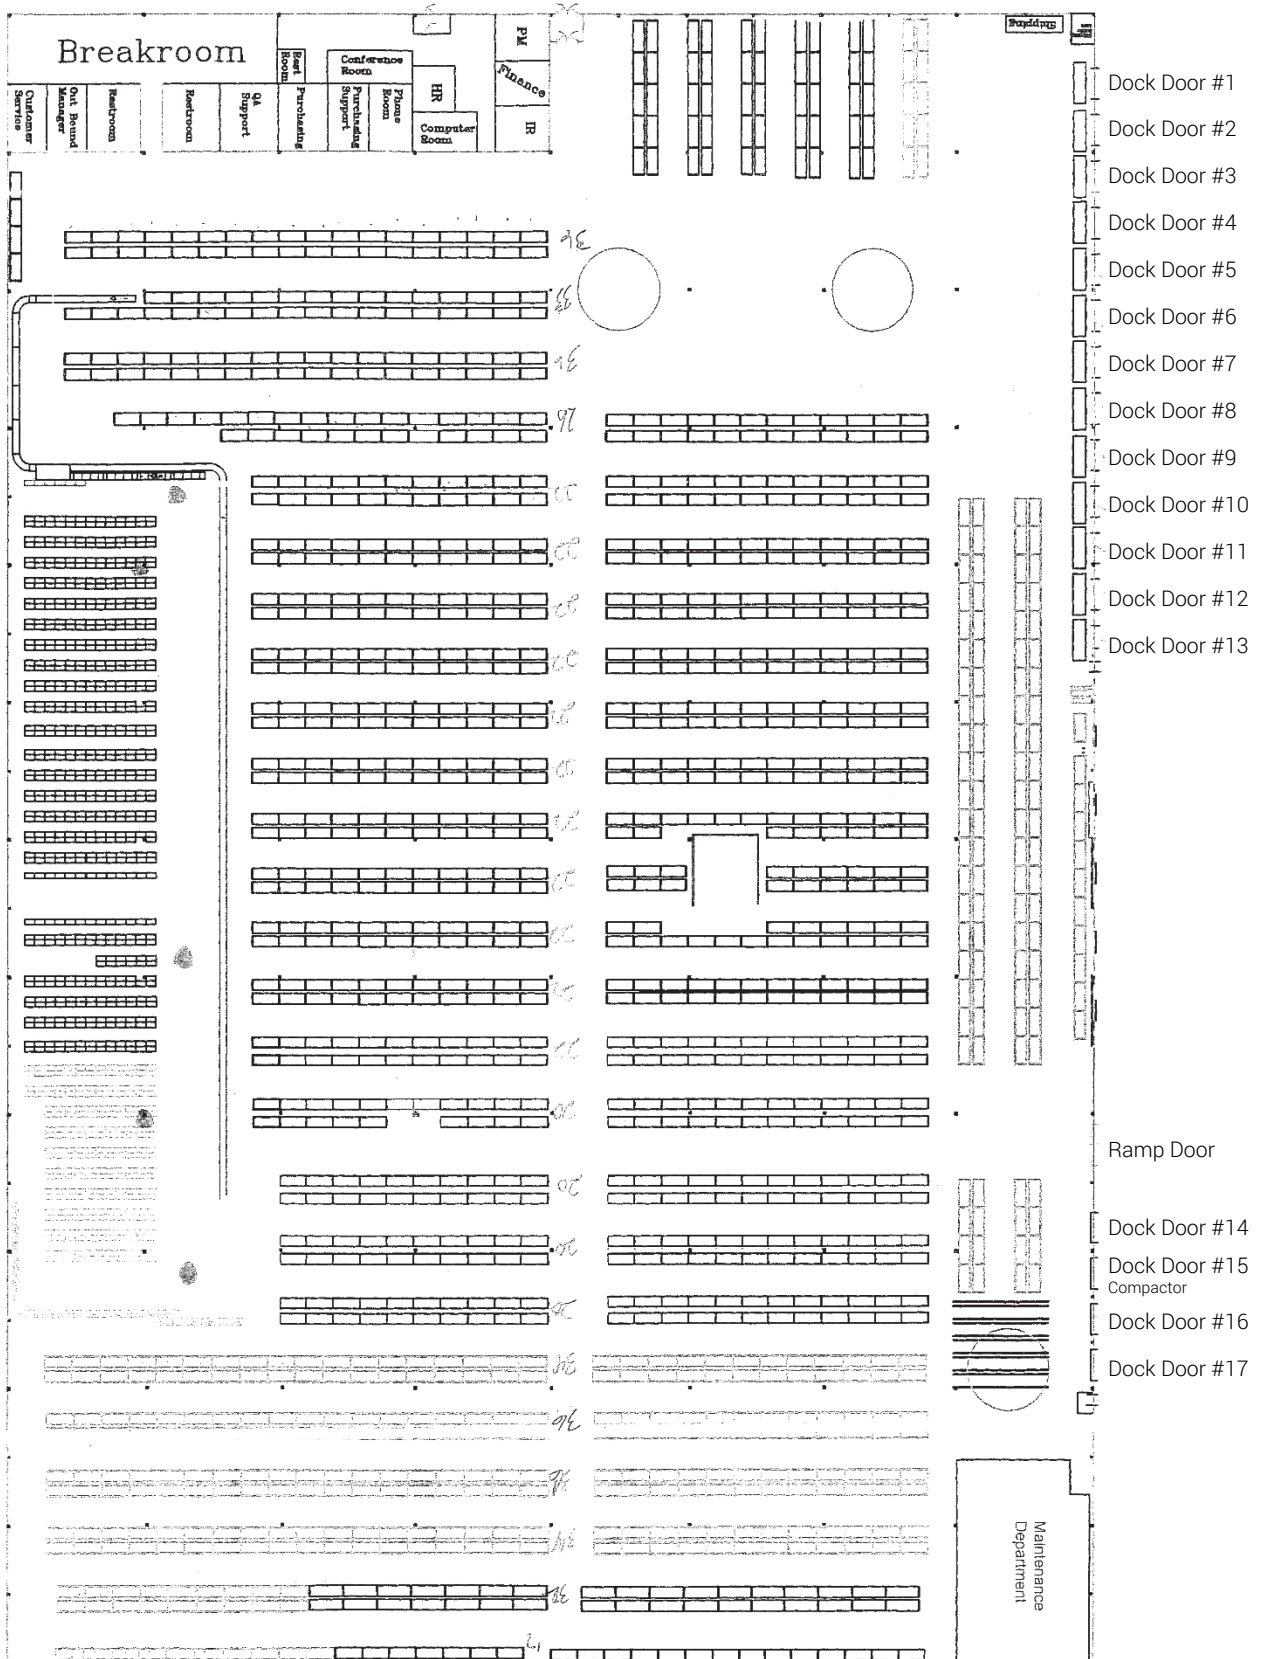 Breakroom
Rest
Room
Conference
Room
HR
PM
Finance
IR
Computer
Room
Customer
Service
Out Bound
Manager
Restroom
Restroom
QA
Support
Purchasing
Purchasing
Support
Phone
Room
Shipping
Dock Door #1
Dock Door #2
Dock Door #3
Dock Door #4
Dock Door #5
Dock Door #6
Dock Door #7
Dock Door #8
Dock Door #9
Dock Door #10
Dock Door #11
Dock Door #12
Dock Door #13
Ramp Door
Dock Door #14
Dock Door #15
Compactor
Dock Door #16
Dock Door #17
36
20
20
36
Maintenance
Department